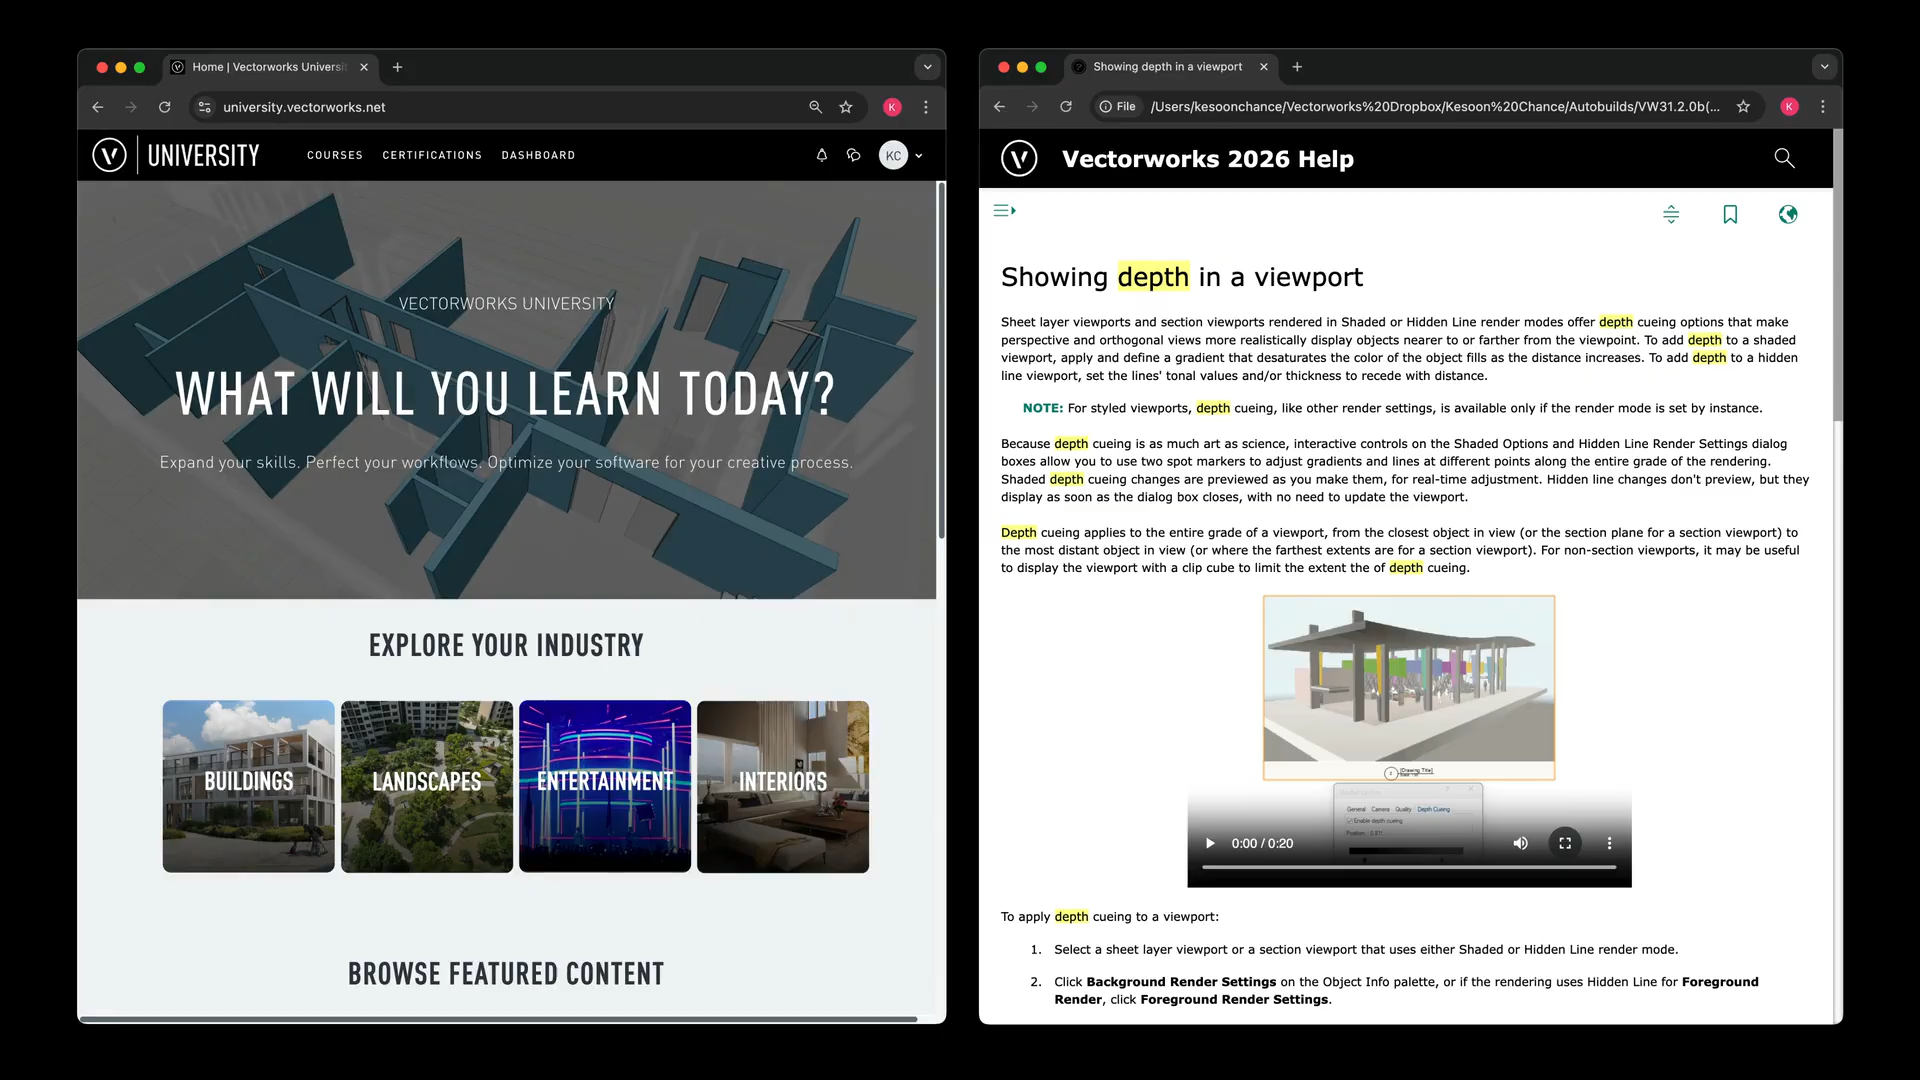 Home | Vectorworks Universi
university.vectorworks.net
K
UNIVERSITY
COURSES
CERTIFICATIONS
DASHBOARD
KC
VECTORWORKS UNIVERSITY
WHAT WILL YOU LEARN TODAY?
Expand your skills. Perfect your workflows. Optimize your software for your creative process.
EXPLORE YOUR INDUSTRY
BUILDINGS
LANDSCAPES
ENTERTAINMENT
INTERIORS
BROWSE FEATURED CONTENT
Showing depth in a viewport
File
/Users/kesoonchance/Vectorworks%20Dropbox/Kesoon%20Chance/Autobuilds/VW31.2.0b(...
K
Vectorworks 2026 Help
Showing depth in a viewport
Sheet layer viewports and section viewports rendered in Shaded or Hidden Line render modes offer depth cueing options that make
perspective and orthogonal views more realistically display objects nearer to or farther from the viewpoint. To add depth to a shaded
viewport, apply and define a gradient that desaturates the color of the object fills as the distance increases. To add depth to a hidden
line viewport, set the lines' tonal values and/or thickness to recede with distance.
NOTE: For styled viewports, depth cueing, like other render settings, is available only if the render mode is set by instance.
Because depth cueing is as much art as science, interactive controls on the Shaded Options and Hidden Line Render Settings dialog
boxes allow you to use two spot markers to adjust gradients and lines at different points along the entire grade of the rendering.
Shaded depth cueing changes are previewed as you make them, for real-time adjustment. Hidden line changes don't preview, but they
display as soon as the dialog box closes, with no need to update the viewport.
Depth cueing applies to the entire grade of a viewport, from the closest object in view (or the section plane for a section viewport) to
the most distant object in view (or where the farthest extents are for a section viewport). For non-section viewports, it may be useful
to display the viewport with a clip cube to limit the extent the of depth cueing.
[Drawing Title]
General Camera Quality Depth Cueing
Enable depth cueing
Position:
0:00 / 0:20
To apply depth cueing to a viewport:
1. Select a sheet layer viewport or a section viewport that uses either Shaded or Hidden Line render mode.
2. Click Background Render Settings on the Object Info palette, or if the rendering uses Hidden Line for Foreground
Render, click Foreground Render Settings.